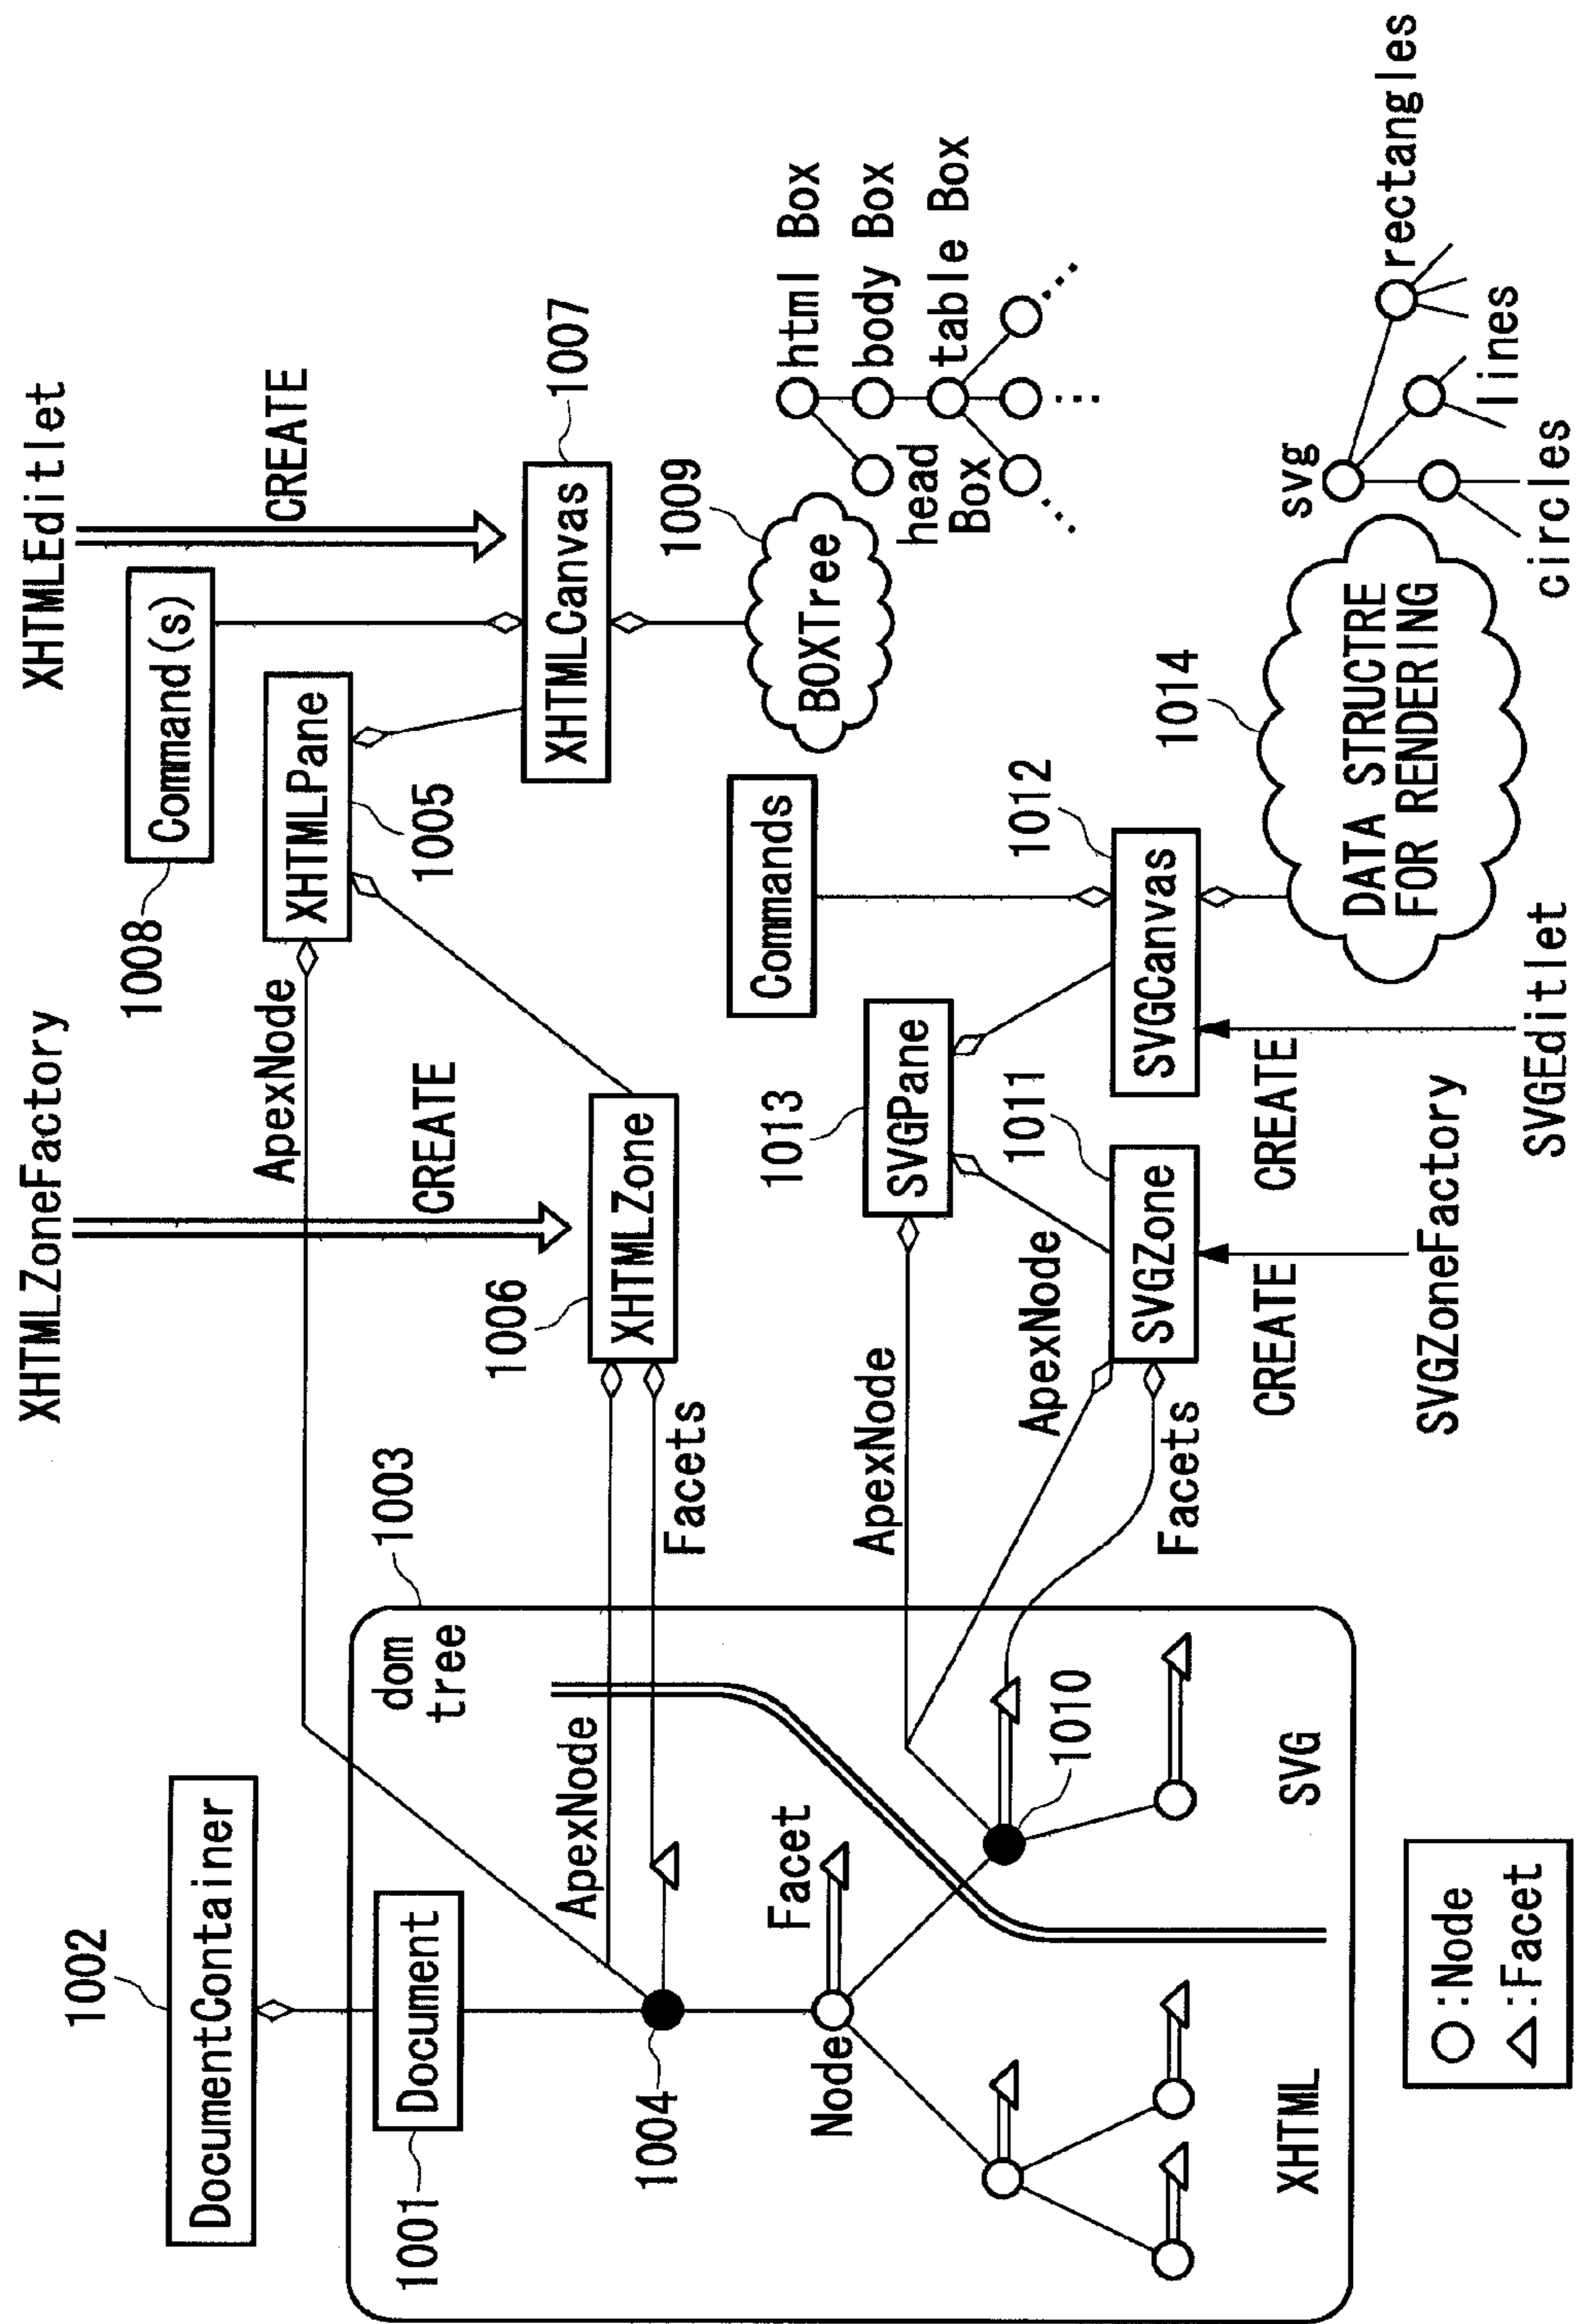 XHTMLZoneFactory
XHTMLEditlet
1002
DocumentContainer
1008
Command(s)
ApexNode
XHTMLPane
CREATE
1003
CREATE
1005
1001
Document
dom
tree
1006
1007
ApexNode
XHTMLZone
XHTMLCanvas
1004
Facets
1009
Facet
Node
BOXTree
html Box
body Box
head
Box
table Box
Commands
1013
ApexNode
SVGPane
1010
ApexNode
1011
1012
SVGZone
SVGCanvas
Facets
1014
XHTML
SVG
CREATE
CREATE
svg
DATA STRUCTRE
FOR RENDERING
rectangles
lines
circles
SVGZoneFactory
SVGEditlet
::Node
::Facet